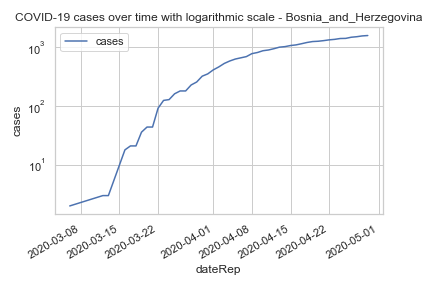 COVID-19 cases over time with logarithmic scale - Bosnia_and_Herzegovina
cases
10³
10²
10¹
cases
2020-03-08
2020-03-15
2020-03-22
2020-04-01
2020-04-08
2020-04-15
2020-04-22
2020-05-01
dateRep